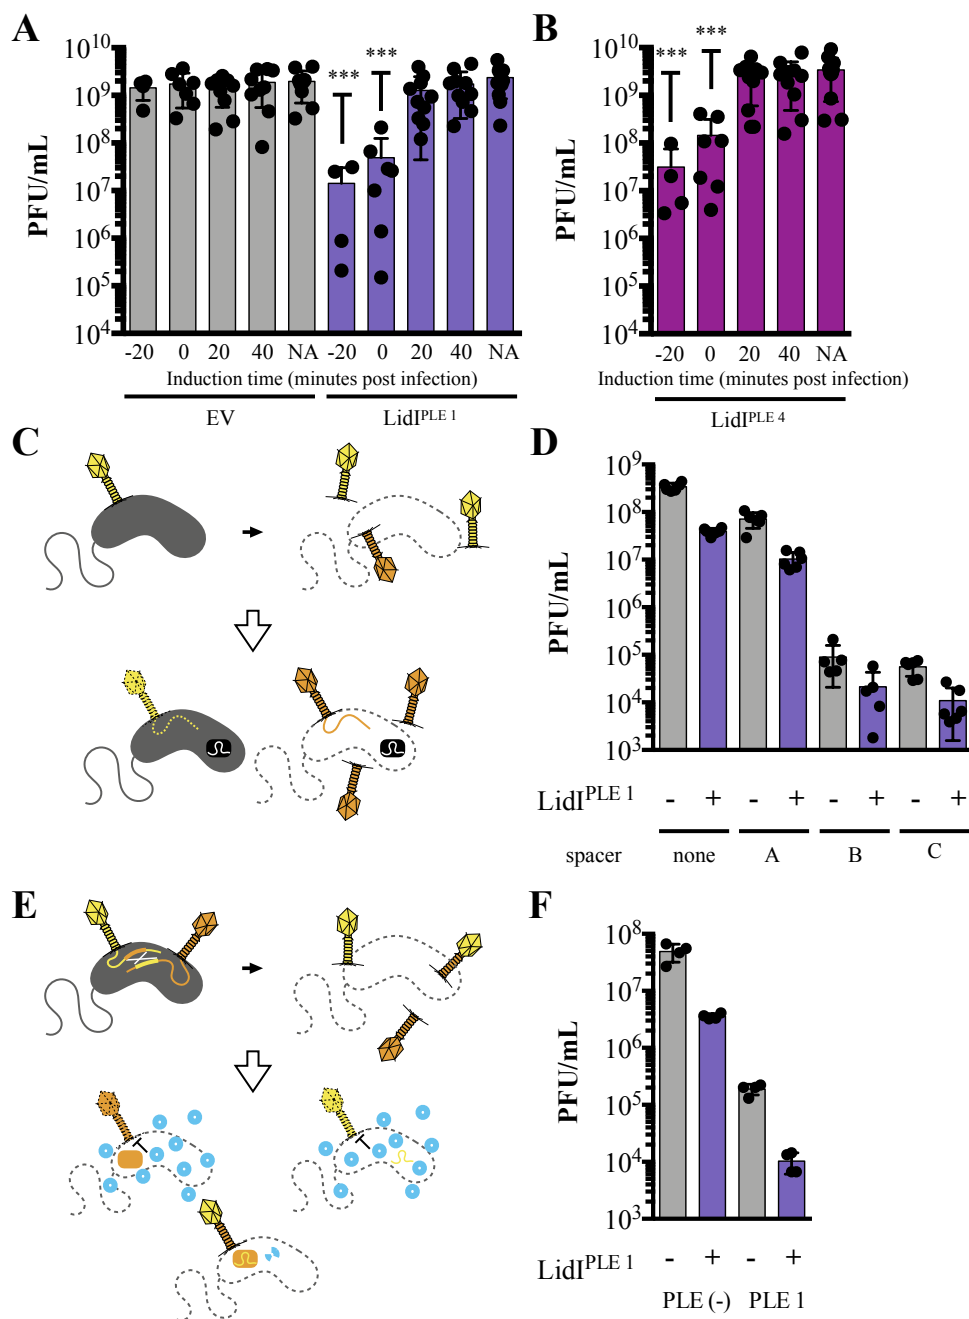 A
PFU/mL
10^10
10^9
10^8
10^7
10^6
10^5
10^4
*** ***
-20 0 20 40 NA -20 0 20 40 NA
Induction time (minutes post infection)
EV LidI^PLE 1
B
PFU/mL
10^10
10^9
10^8
10^7
10^6
10^5
10^4
*** ***
-20 0 20 40 NA
Induction time (minutes post infection)
LidI^PLE 4
C
D
PFU/mL
10^9
10^8
10^7
10^6
10^5
10^4
10^3
LidI^PLE 1 - + - + - + - +
spacer none A B C
E
F
PFU/mL
10^8
10^7
10^6
10^5
10^4
10^3
LidI^PLE 1 - + - +
PLE (-) PLE 1